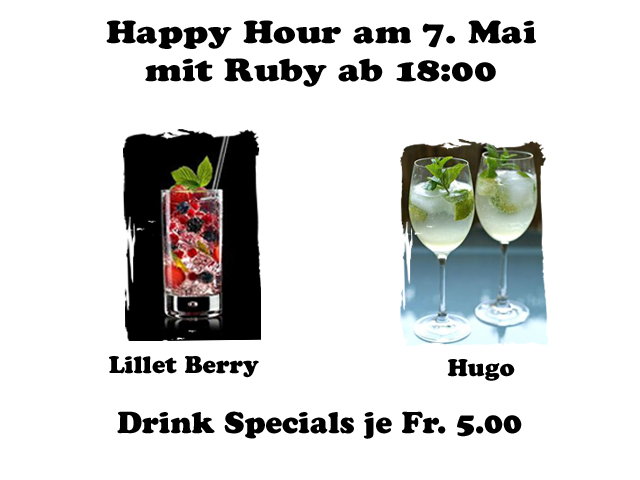 Happy Hour am 7. Mai
mit Ruby ab 18:00
Lillet Berry
Hugo
Drink Specials je Fr. 5.00